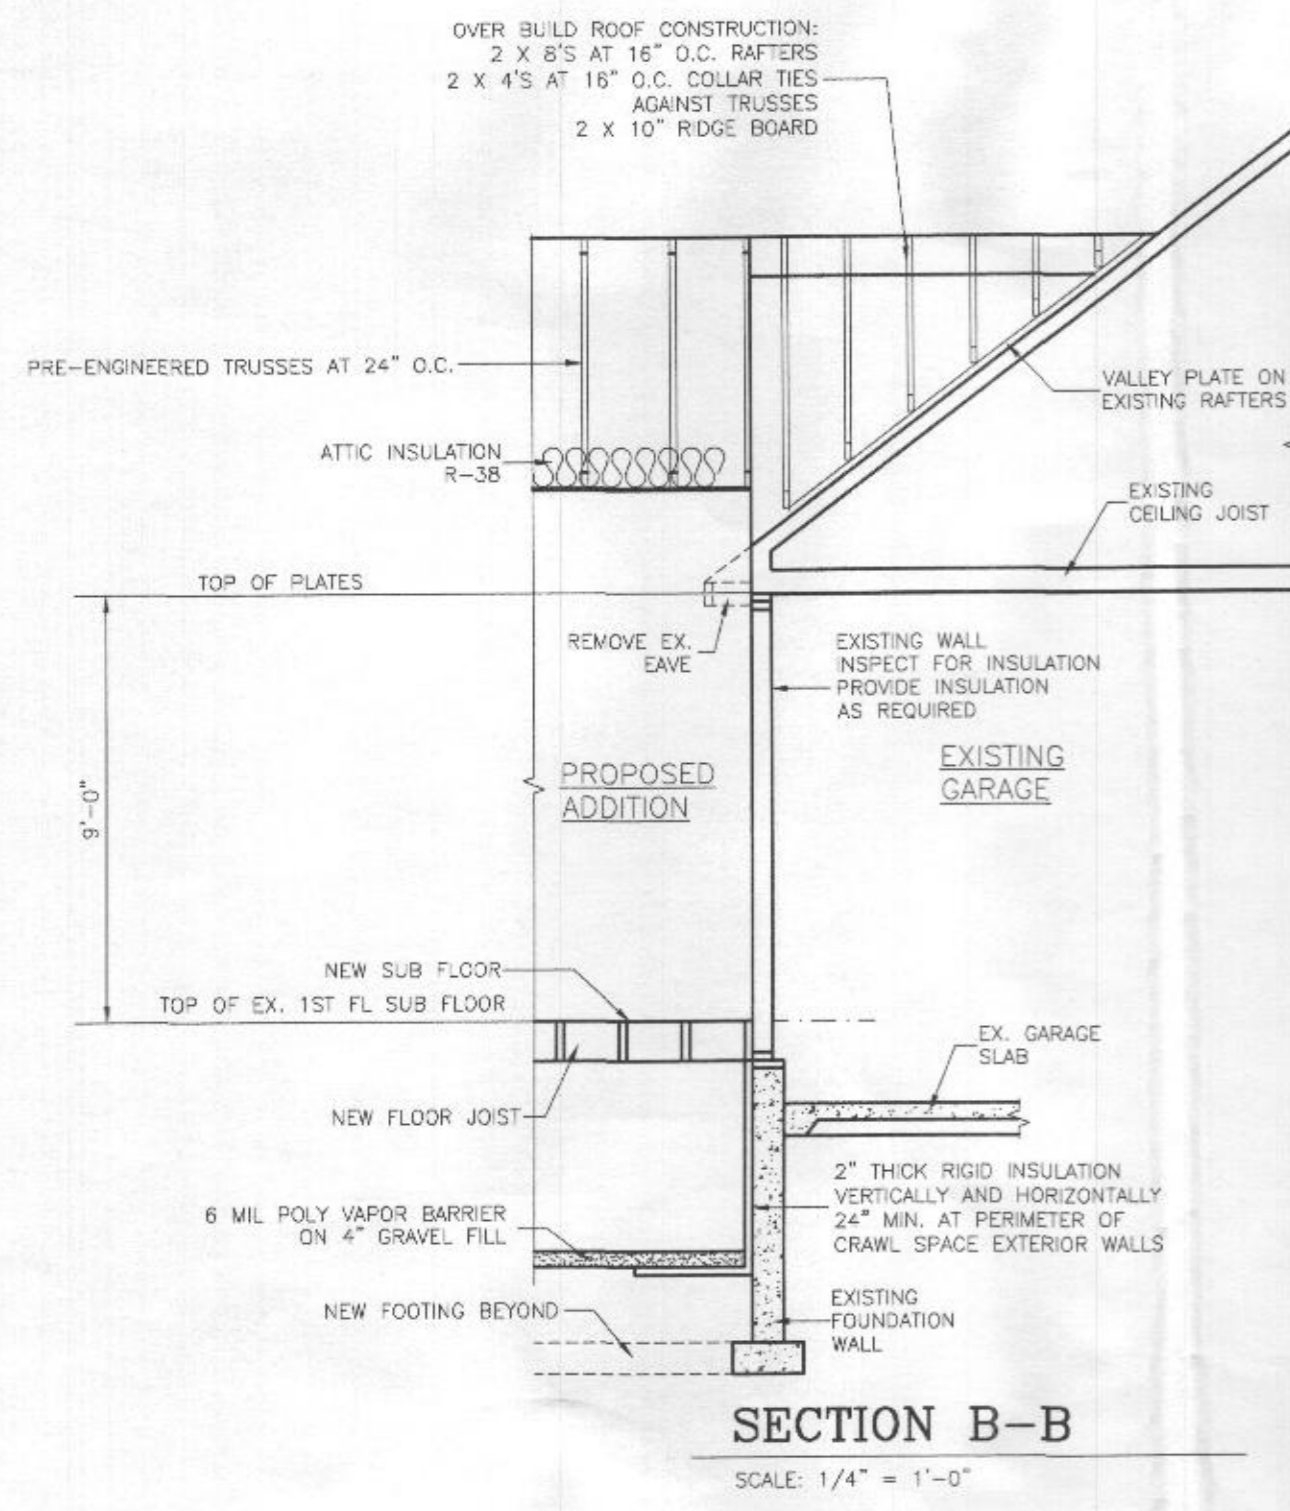 OVER BUILD ROOF CONSTRUCTION:
2 X 8'S AT 16" O.C. RAFTERS
2 X 4'S AT 16" O.C. COLLAR TIES
AGAINST TRUSSES
2 X 10" RIDGE BOARD
PRE-ENGINEERED TRUSSES AT 24" O.C.
VALLEY PLATE ON
EXISTING RAFTERS
ATTIC INSULATION
R-38
EXISTING
CEILING JOIST
TOP OF PLATES
REMOVE EX.
EAVE
EXISTING WALL
INSPECT FOR INSULATION
PROVIDE INSULATION
AS REQUIRED
PROPOSED
ADDITION
EXISTING
GARAGE
9'-0"
NEW SUB FLOOR
TOP OF EX. 1ST FL SUB FLOOR
EX. GARAGE
SLAB
NEW FLOOR JOIST
2" THICK RIGID INSULATION
VERTICALLY AND HORIZONTALLY
24" MIN. AT PERIMETER OF
CRAWL SPACE EXTERIOR WALLS
6 MIL POLY VAPOR BARRIER
ON 4" GRAVEL FILL
NEW FOOTING BEYOND
EXISTING
FOUNDATION
WALL
SECTION B-B
SCALE: 1/4" = 1'-0"